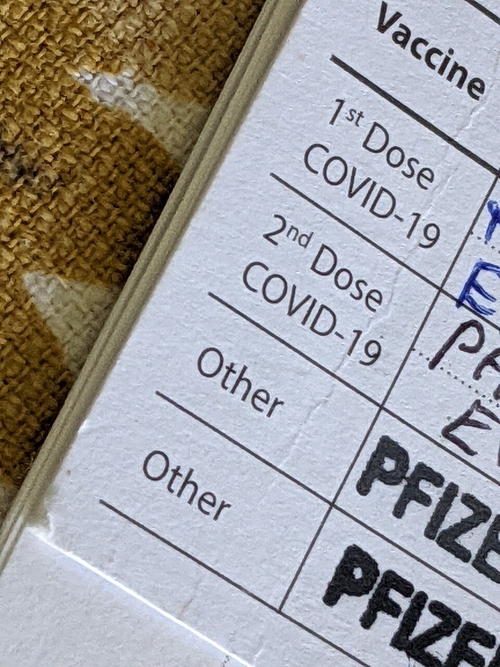 Vaccine
1st Dose
COVID-19
2nd Dose
COVID-19
Other
PFIZE
Other
PFIZE